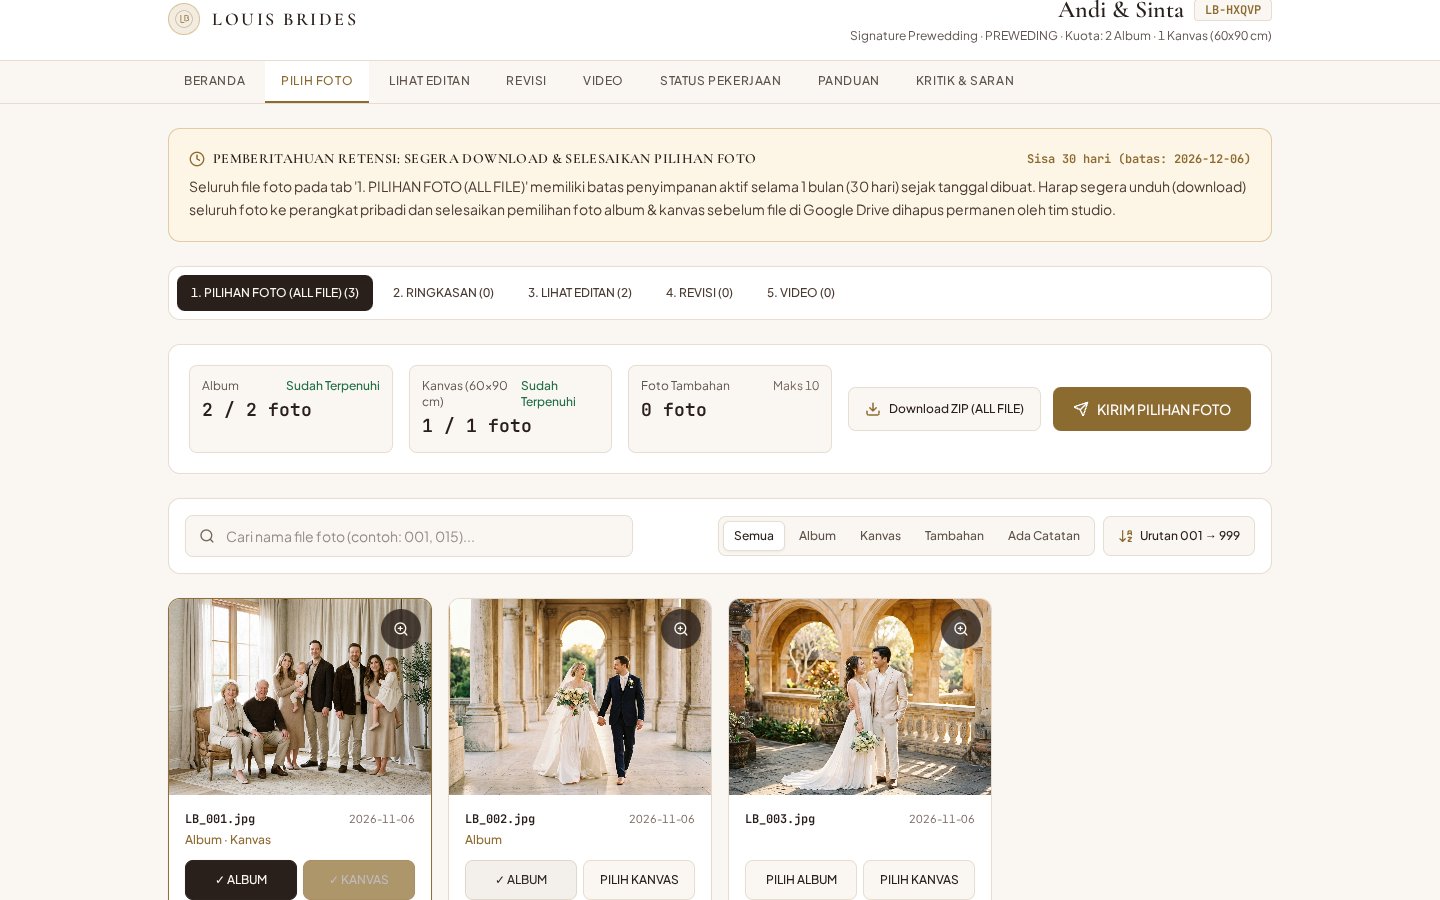 LB
LOUIS BRIDES
Andi & Sinta
LB-HXQVP
Signature Prewedding · PREWEDING · Kuota: 2 Album · 1 Kanvas (60x90 cm)
BERANDA
PILIH FOTO
LIHAT EDITAN
REVISI
VIDEO
STATUS PEKERJAAN
PANDUAN
KRITIK & SARAN
PEMBERITAHUAN RETENSI: SEGERA DOWNLOAD & SELESAIKAN PILIHAN FOTO
Sisa 30 hari (batas: 2026-12-06)
Seluruh file foto pada tab '1. PILIHAN FOTO (ALL FILE)' memiliki batas penyimpanan aktif selama 1 bulan (30 hari) sejak tanggal dibuat. Harap segera unduh (download)
seluruh foto ke perangkat pribadi dan selesaikan pemilihan foto album & kanvas sebelum file di Google Drive dihapus permanen oleh tim studio.
1. PILIHAN FOTO (ALL FILE) (3)
2. RINGKASAN (0)
3. LIHAT EDITAN (2)
4. REVISI (0)
5. VIDEO (0)
Album
Sudah Terpenuhi
2 / 2 foto
Kanvas (60×90
cm)
Sudah
Terpenuhi
1 / 1 foto
Foto Tambahan
Maks 10
0 foto
Download ZIP (ALL FILE)
KIRIM PILIHAN FOTO
Cari nama file foto (contoh: 001, 015)...
Semua
Album
Kanvas
Tambahan
Ada Catatan
Urutan 001 → 999
LB_001.jpg
2026-11-06
Album · Kanvas
✓ ALBUM
✓ KANVAS
LB_002.jpg
2026-11-06
Album
✓ ALBUM
PILIH KANVAS
LB_003.jpg
2026-11-06
PILIH ALBUM
PILIH KANVAS